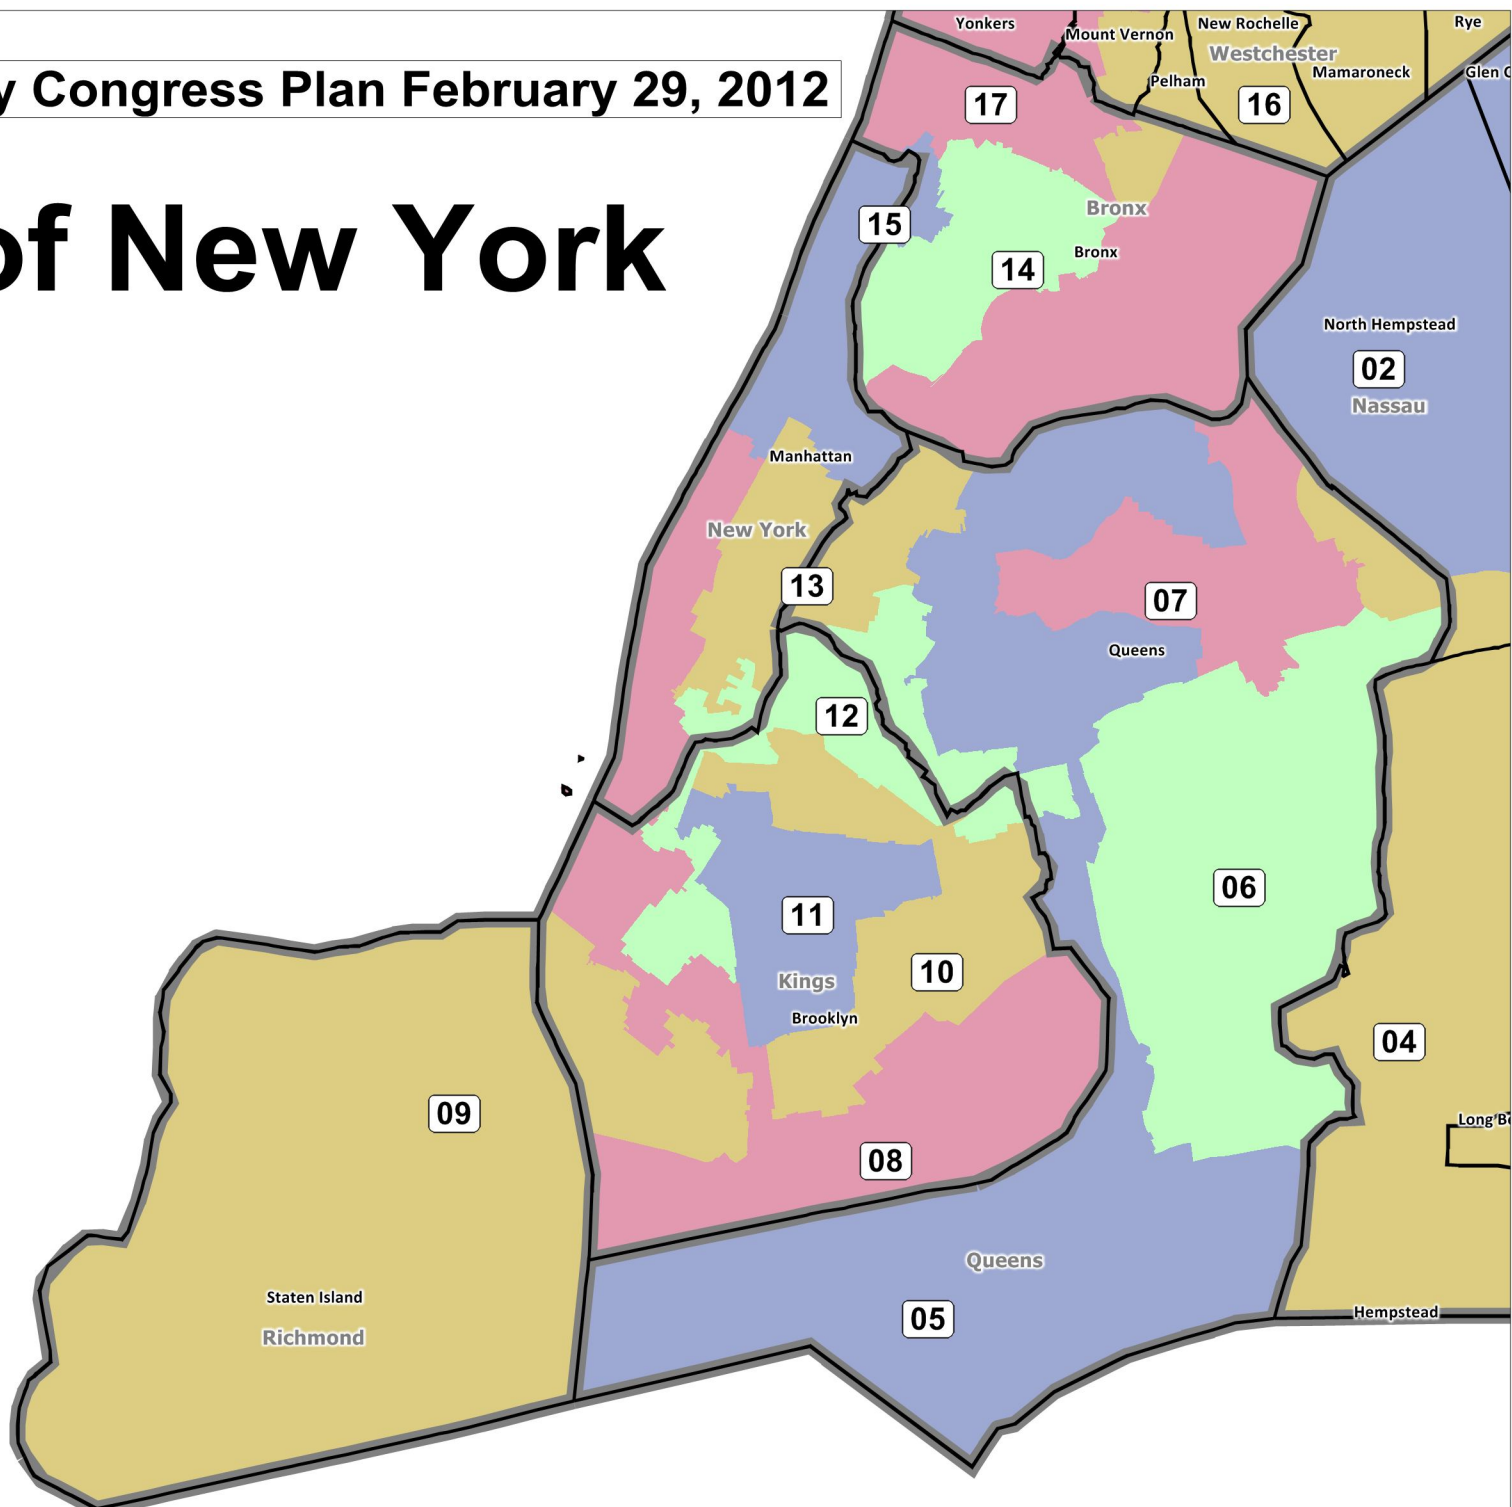 Yonkers
Mount Vernon
New Rochelle
Rye
Westchester
Pelham
Mamaroneck
Glen C
y Congress Plan February 29, 2012
17
16
of New York
15
Bronx
Bronx
14
North Hempstead
02
Nassau
Manhattan
New York
13
07
Queens
12
06
11
10
Kings
Brooklyn
04
09
Long Be
08
Queens
05
Staten Island
Richmond
Hempstead